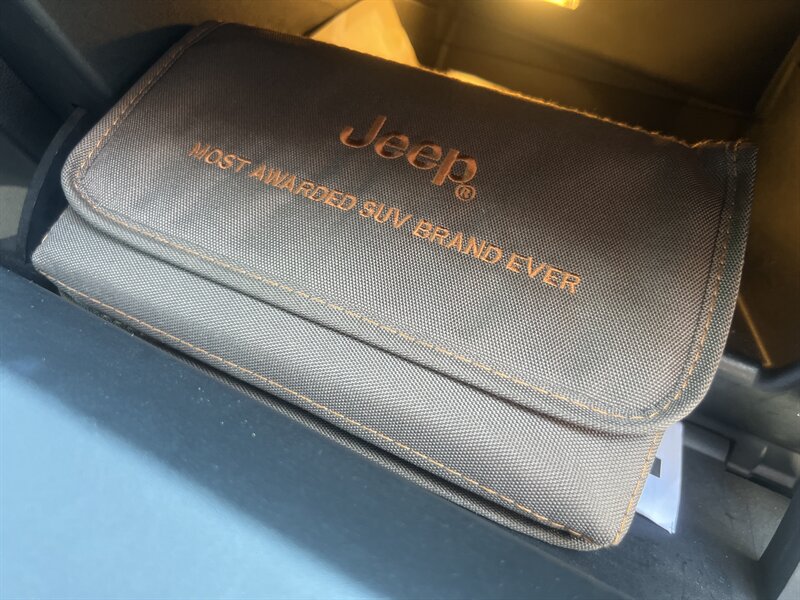 Jeep®
MOST AWARDED SUV BRAND EVER